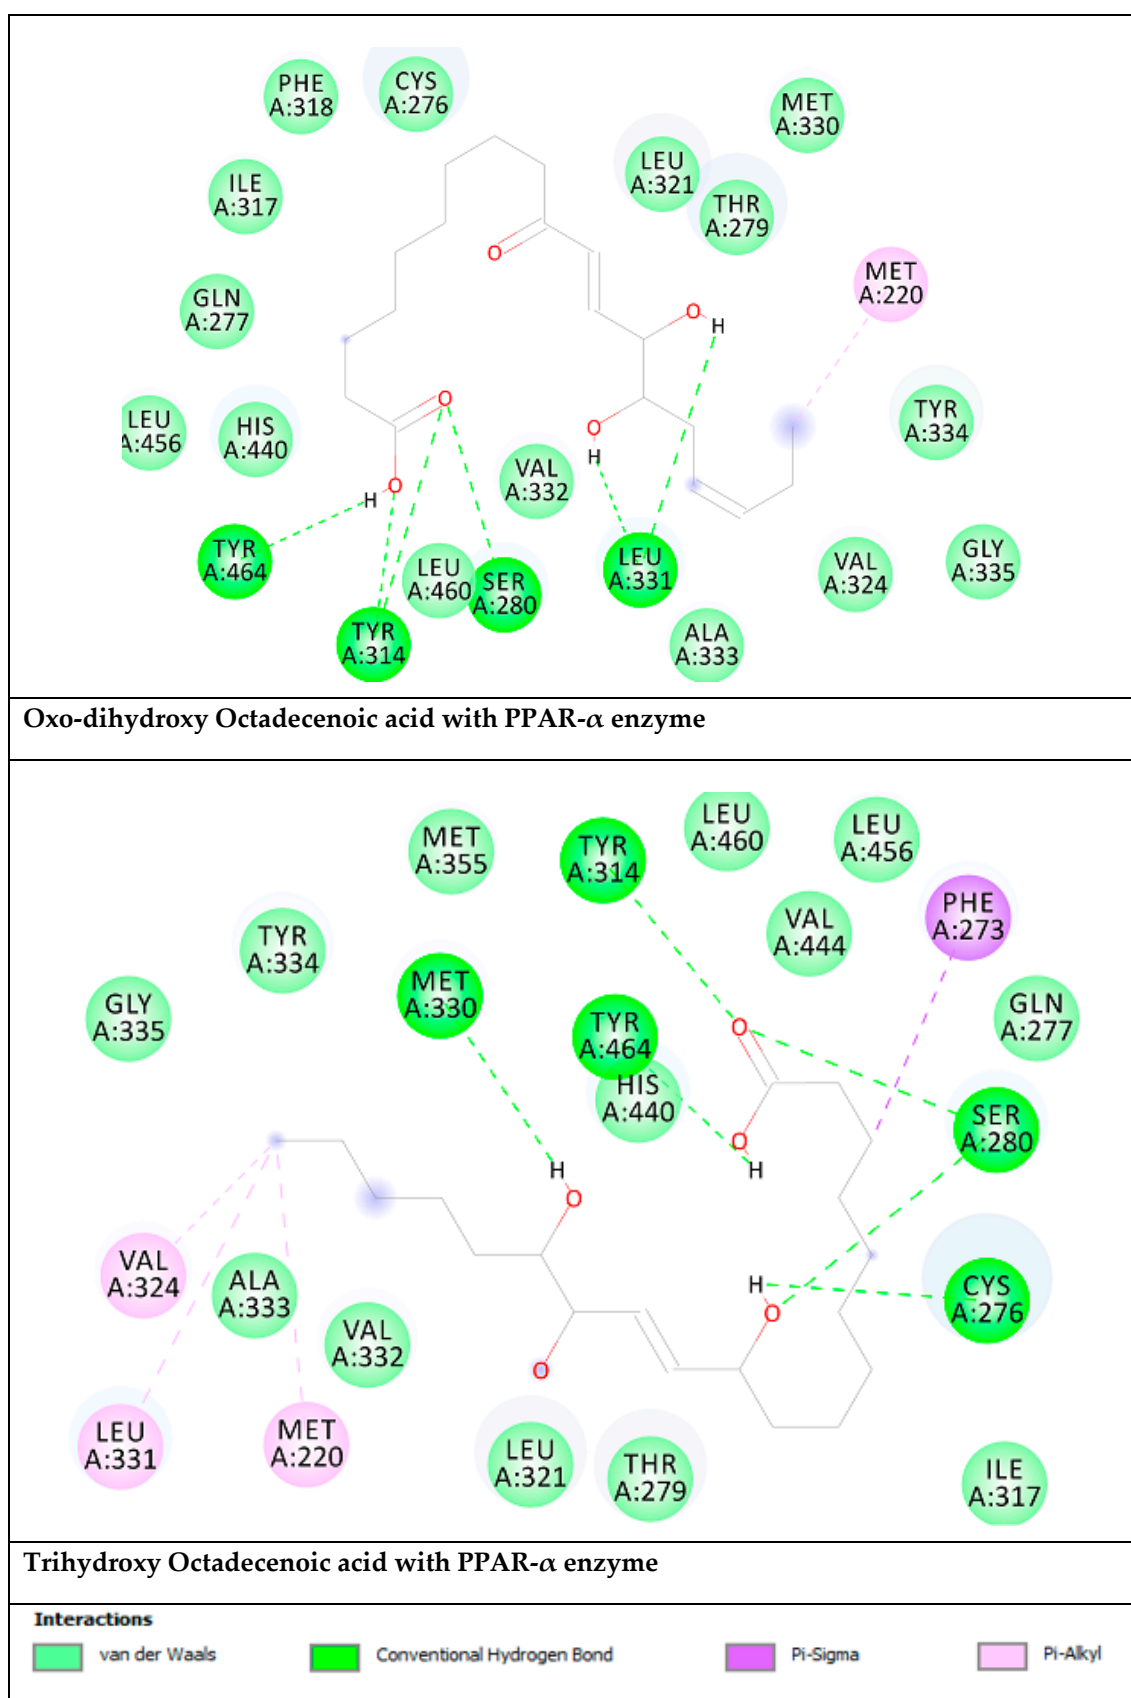 PHE
A:318
CYS
A:276
MET
A:330
LEU
A:321
THR
A:279
ILE
A:317
O
MET
A:220
GLN
A:277
O
H
LEU
A:456
HIS
A:440
O
O
H
TYR
A:334
VAL
A:332
H
O
TYR
A:464
LEU
A:460
SER
A:280
LEU
A:331
VAL
A:324
GLY
A:335
TYR
A:314
ALA
A:333
Oxo-dihydroxy Octadecenoic acid with PPAR-α enzyme
MET
A:355
TYR
A:314
LEU
A:460
LEU
A:456
PHE
A:273
VAL
A:444
TYR
A:334
MET
A:330
GLY
A:335
TYR
A:464
O
GLN
A:277
HIS
A:440
SER
A:280
O
H
H
O
VAL
A:324
ALA
A:333
H
O
CYS
A:276
VAL
A:332
O
LEU
A:331
MET
A:220
LEU
A:321
THR
A:279
ILE
A:317
Trihydroxy Octadecenoic acid with PPAR-α enzyme
Interactions
van der Waals
Conventional Hydrogen Bond
Pi-Sigma
Pi-Alkyl